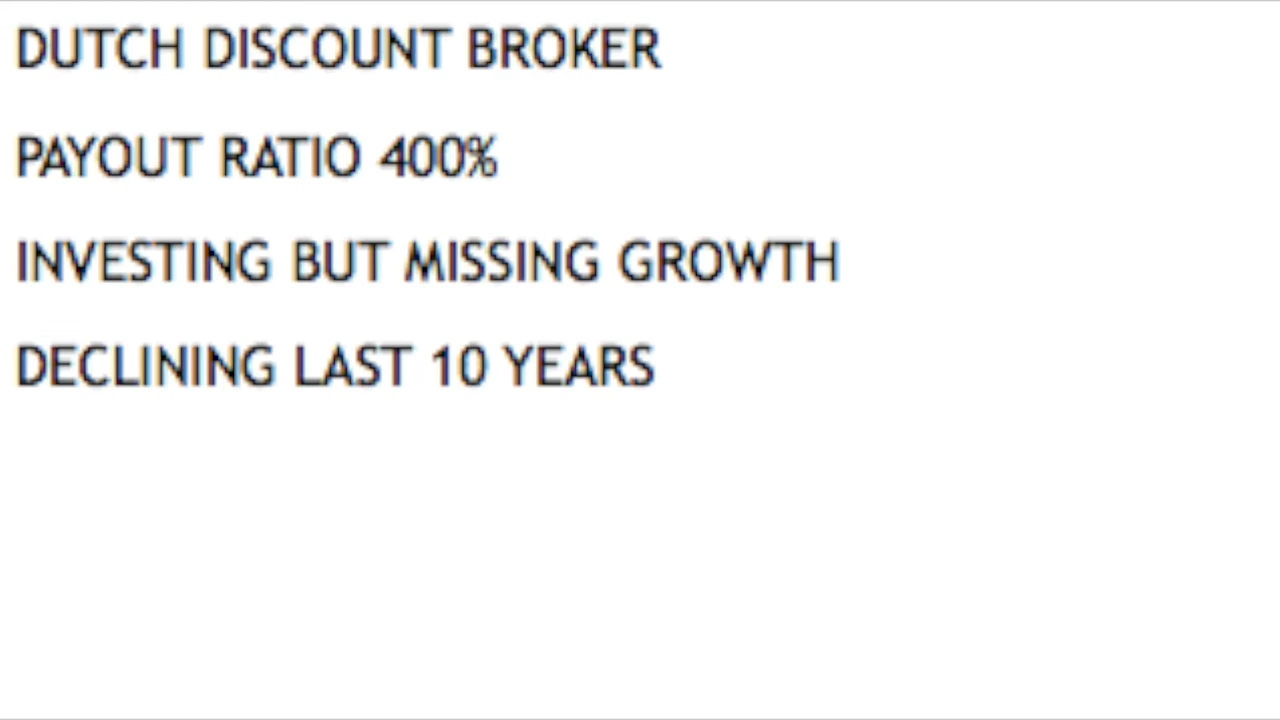 DUTCH DISCOUNT BROKER
PAYOUT RATIO 400%
INVESTING BUT MISSING GROWTH
DECLINING LAST 10 YEARS